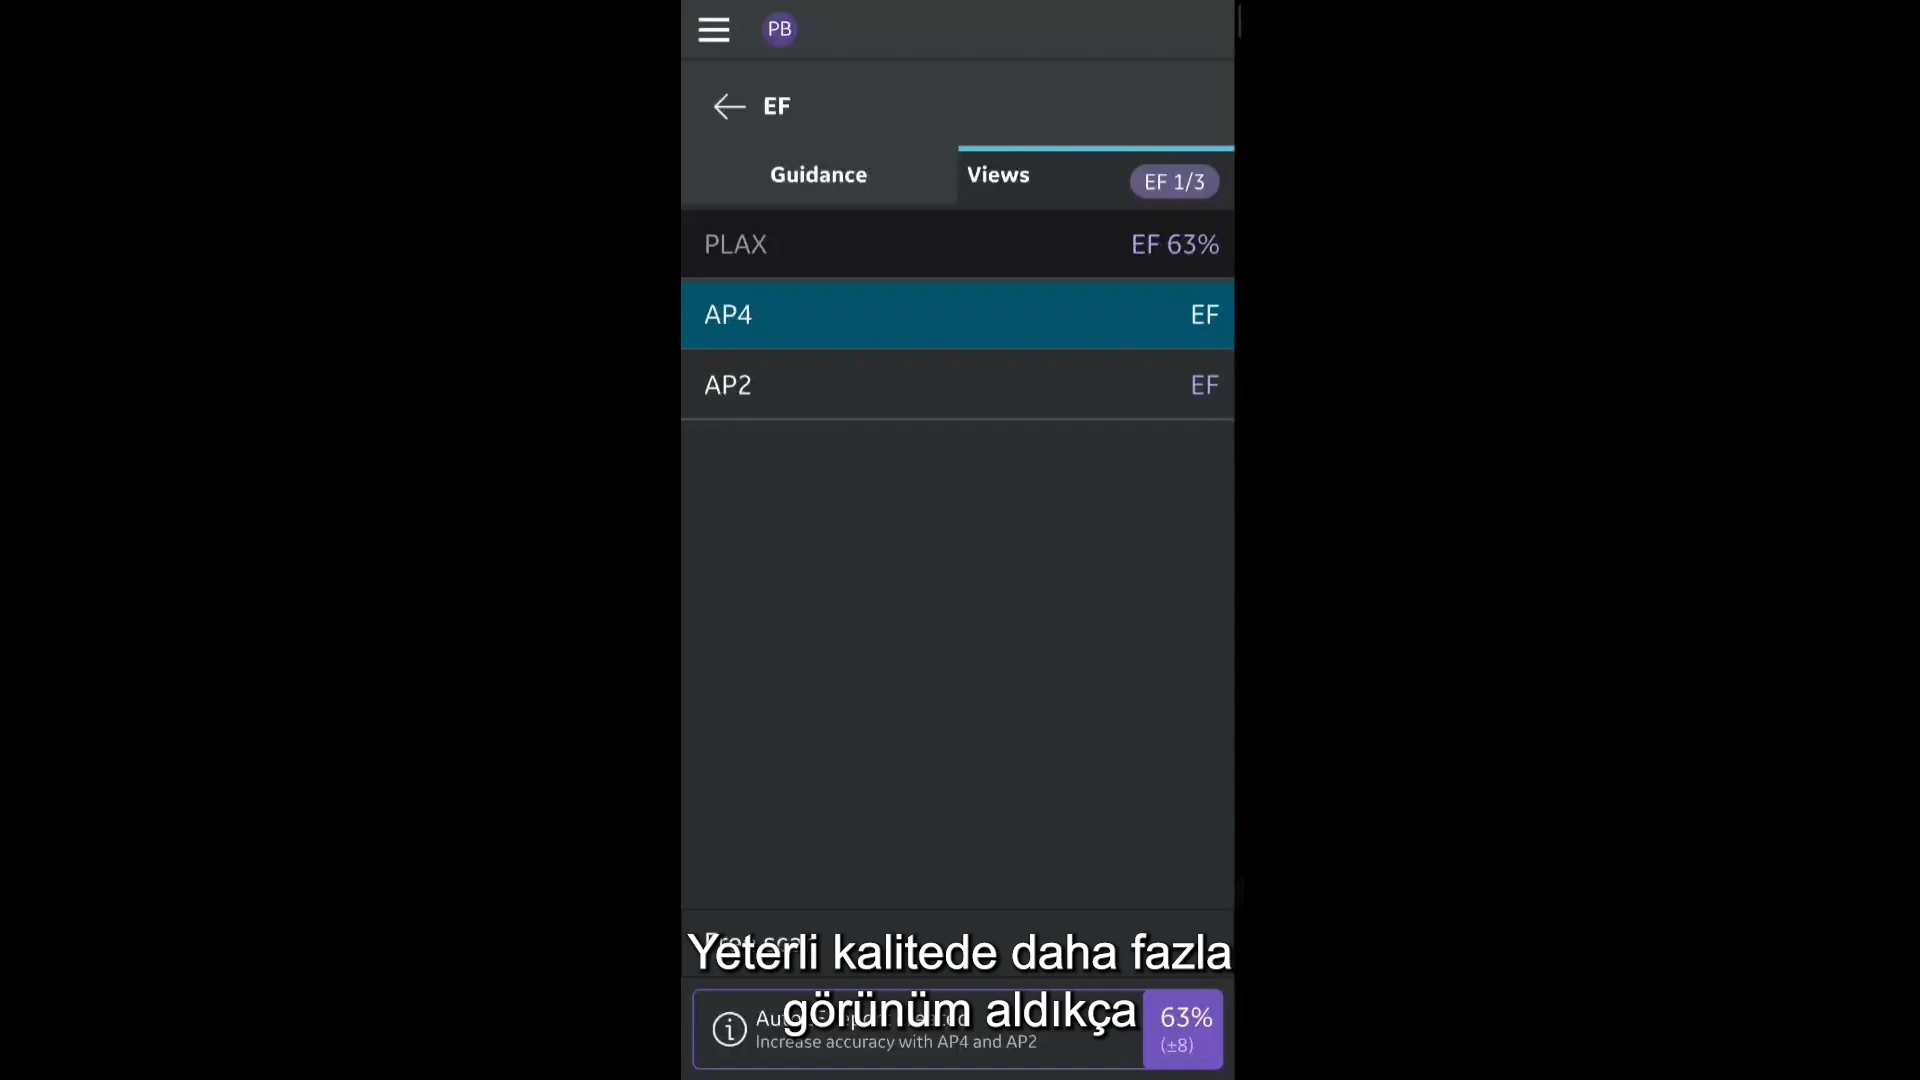 PB
EF
Guidance
Views
EF 1/3
PLAX
EF 63%
AP4
EF
AP2
EF
Yeterli kalitede daha fazla
görünüm aldıkça
Increase accuracy with AP4 and AP2
63%
(±8)